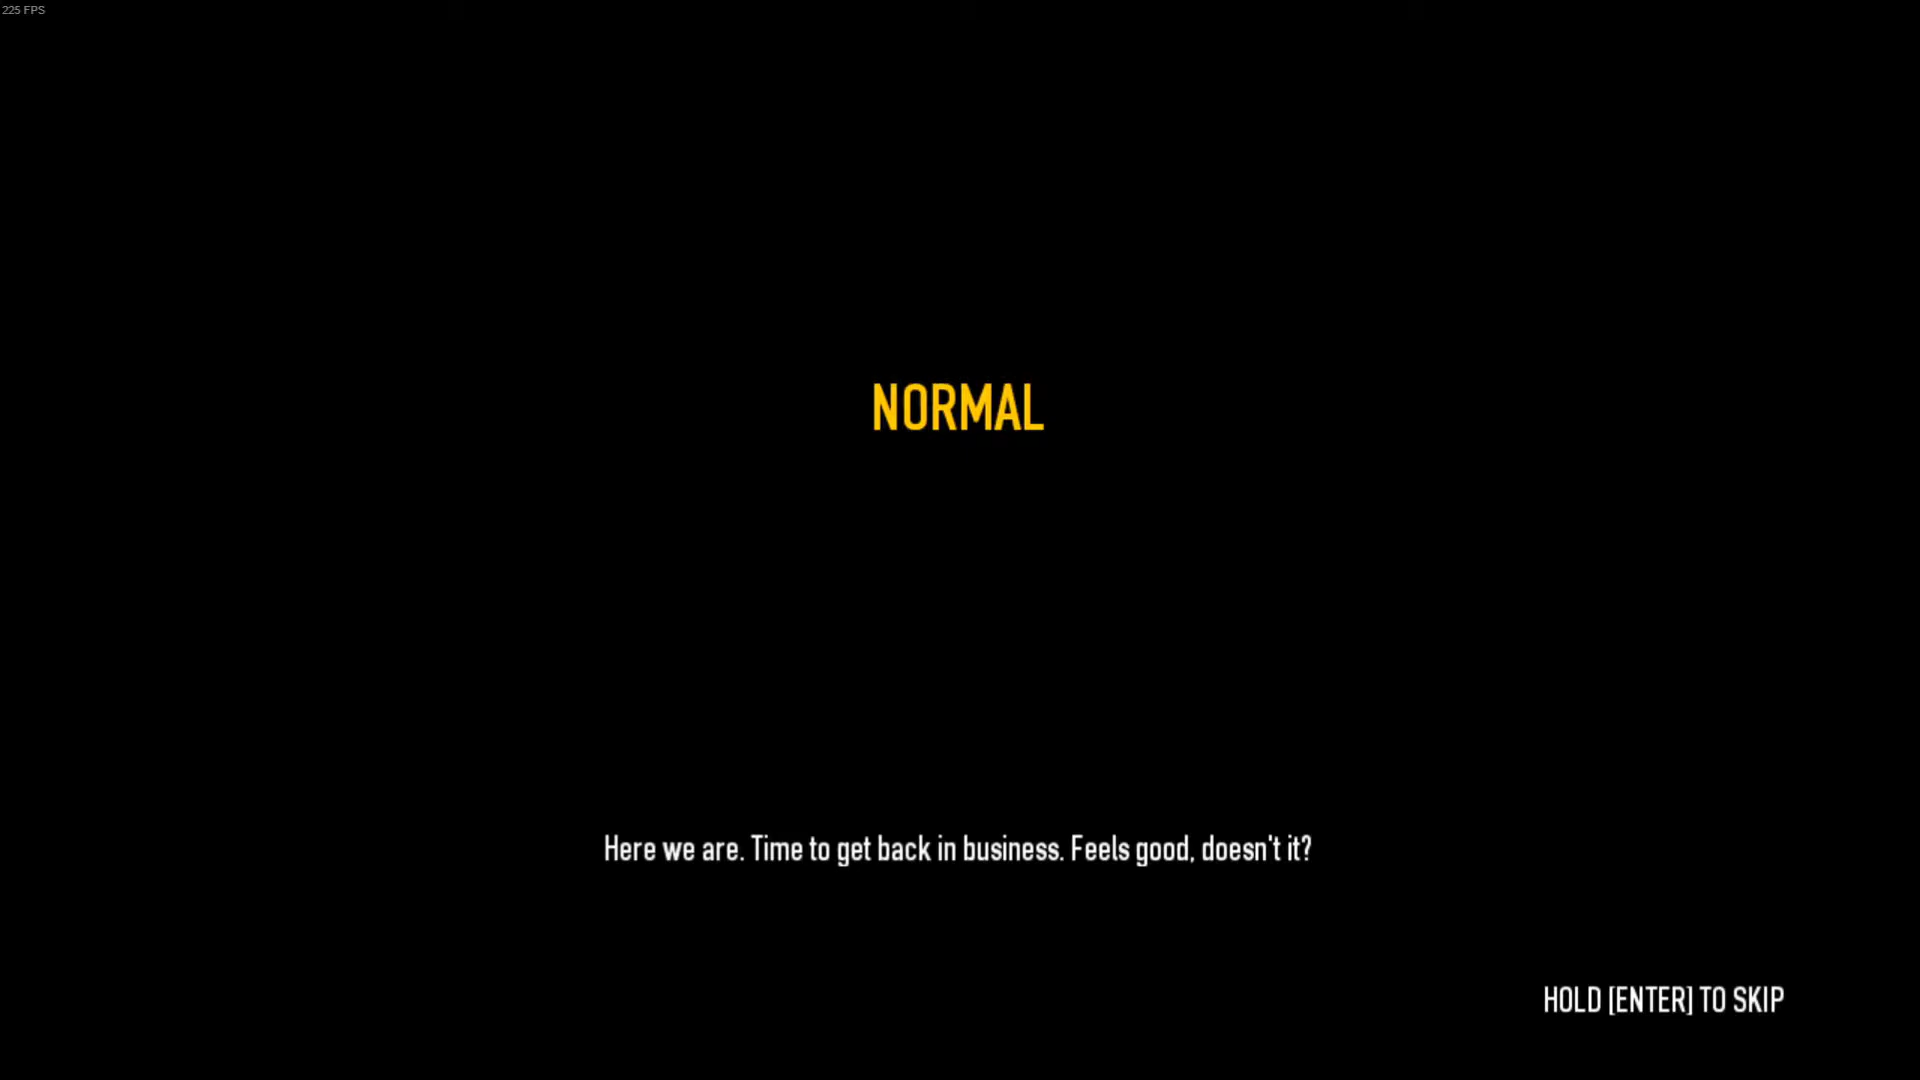 225 FPS
NORMAL
Here we are. Time to get back in business. Feels good, doesn't it?
HOLD [ENTER] TO SKIP